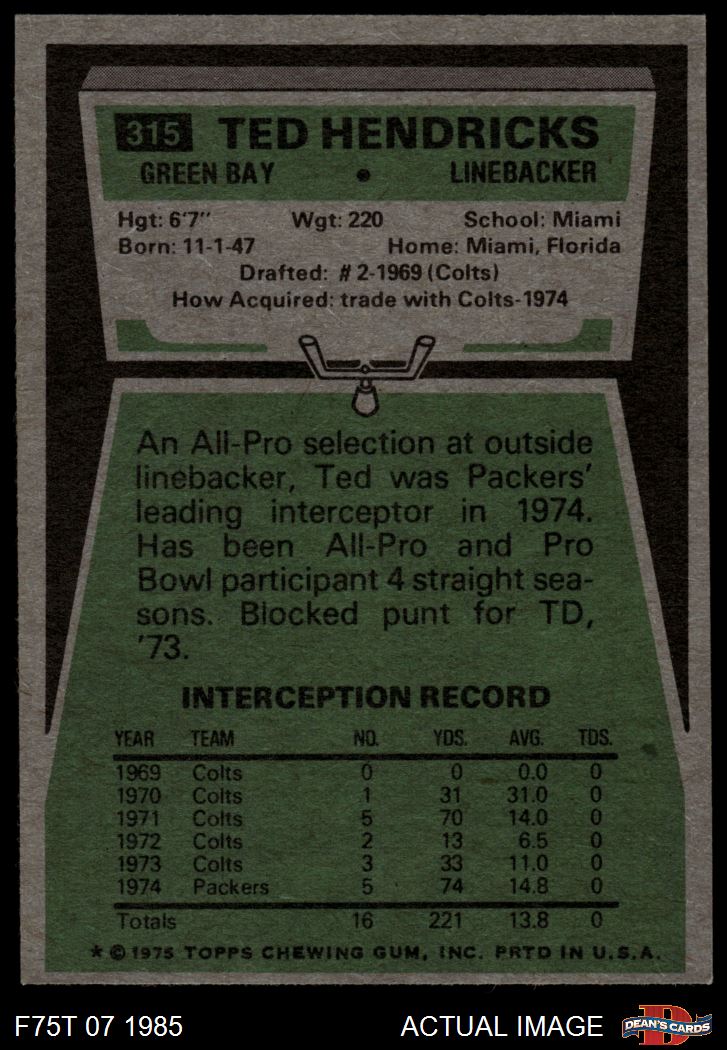 315 TED HENDRICKS
GREEN BAY • LINEBACKER
Hgt: 6'7" Wgt: 220 School: Miami
Born: 11-1-47 Home: Miami, Florida
Drafted: #2-1969 (Colts)
How Acquired: trade with Colts-1974
An All-Pro selection at outside
linebacker, Ted was Packers'
leading interceptor in 1974.
Has been All-Pro and Pro
Bowl participant 4 straight sea-
sons. Blocked punt for TD,
'73.
INTERCEPTION RECORD
YEAR TEAM NO. YDS. AVG. TDS.
1969 Colts 0 0 0.0 0
1970 Colts 1 31 31.0 0
1971 Colts 5 70 14.0 0
1972 Colts 2 13 6.5 0
1973 Colts 3 33 11.0 0
1974 Packers 5 74 14.8 0
Totals 16 221 13.8 0
* © 1975 TOPPS CHEWING GUM, INC. PRTD IN U.S.A.
F75T 07 1985 ACTUAL IMAGE D DEAN'S CARDS